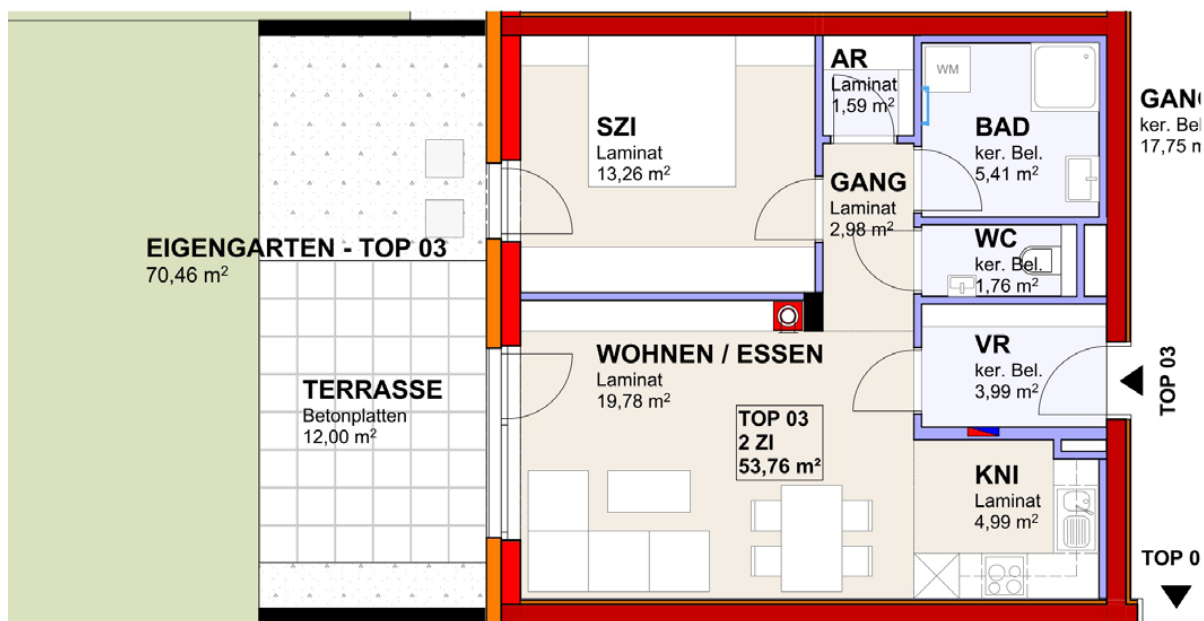 AR
Laminat
1,59 m²
WM
BAD
ker. Bel.
5,41 m²
SZI
Laminat
13,26 m²
GANG
Laminat
2,98 m²
WC
ker. Bel.
1,76 m²
EIGENGARTEN - TOP 03
70,46 m²
WOHNEN / ESSEN
Laminat
19,78 m²
VR
ker. Bel.
3,99 m²
TERRASSE
Betonplatten
12,00 m²
TOP 03
2 ZI
53,76 m²
KNI
Laminat
4,99 m²
TOP 03
ker.
17,75
TOP